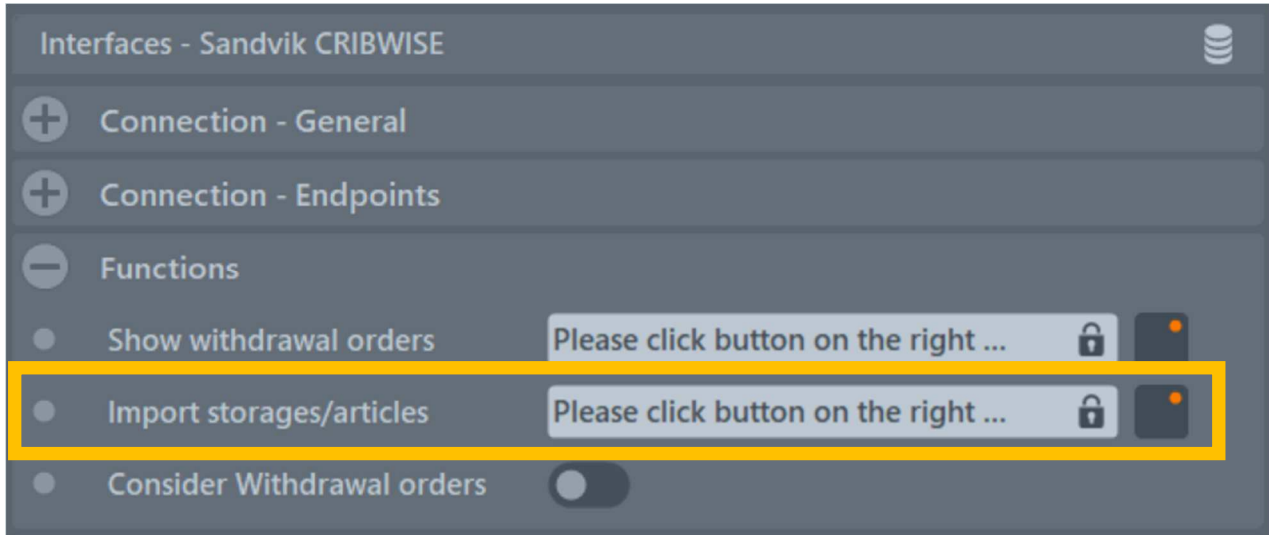 Interfaces - Sandvik CRIBWISE
Connection - General
Connection - Endpoints
Functions
Show withdrawal orders Please click button on the right ...
Import storages/articles Please click button on the right ...
Consider Withdrawal orders